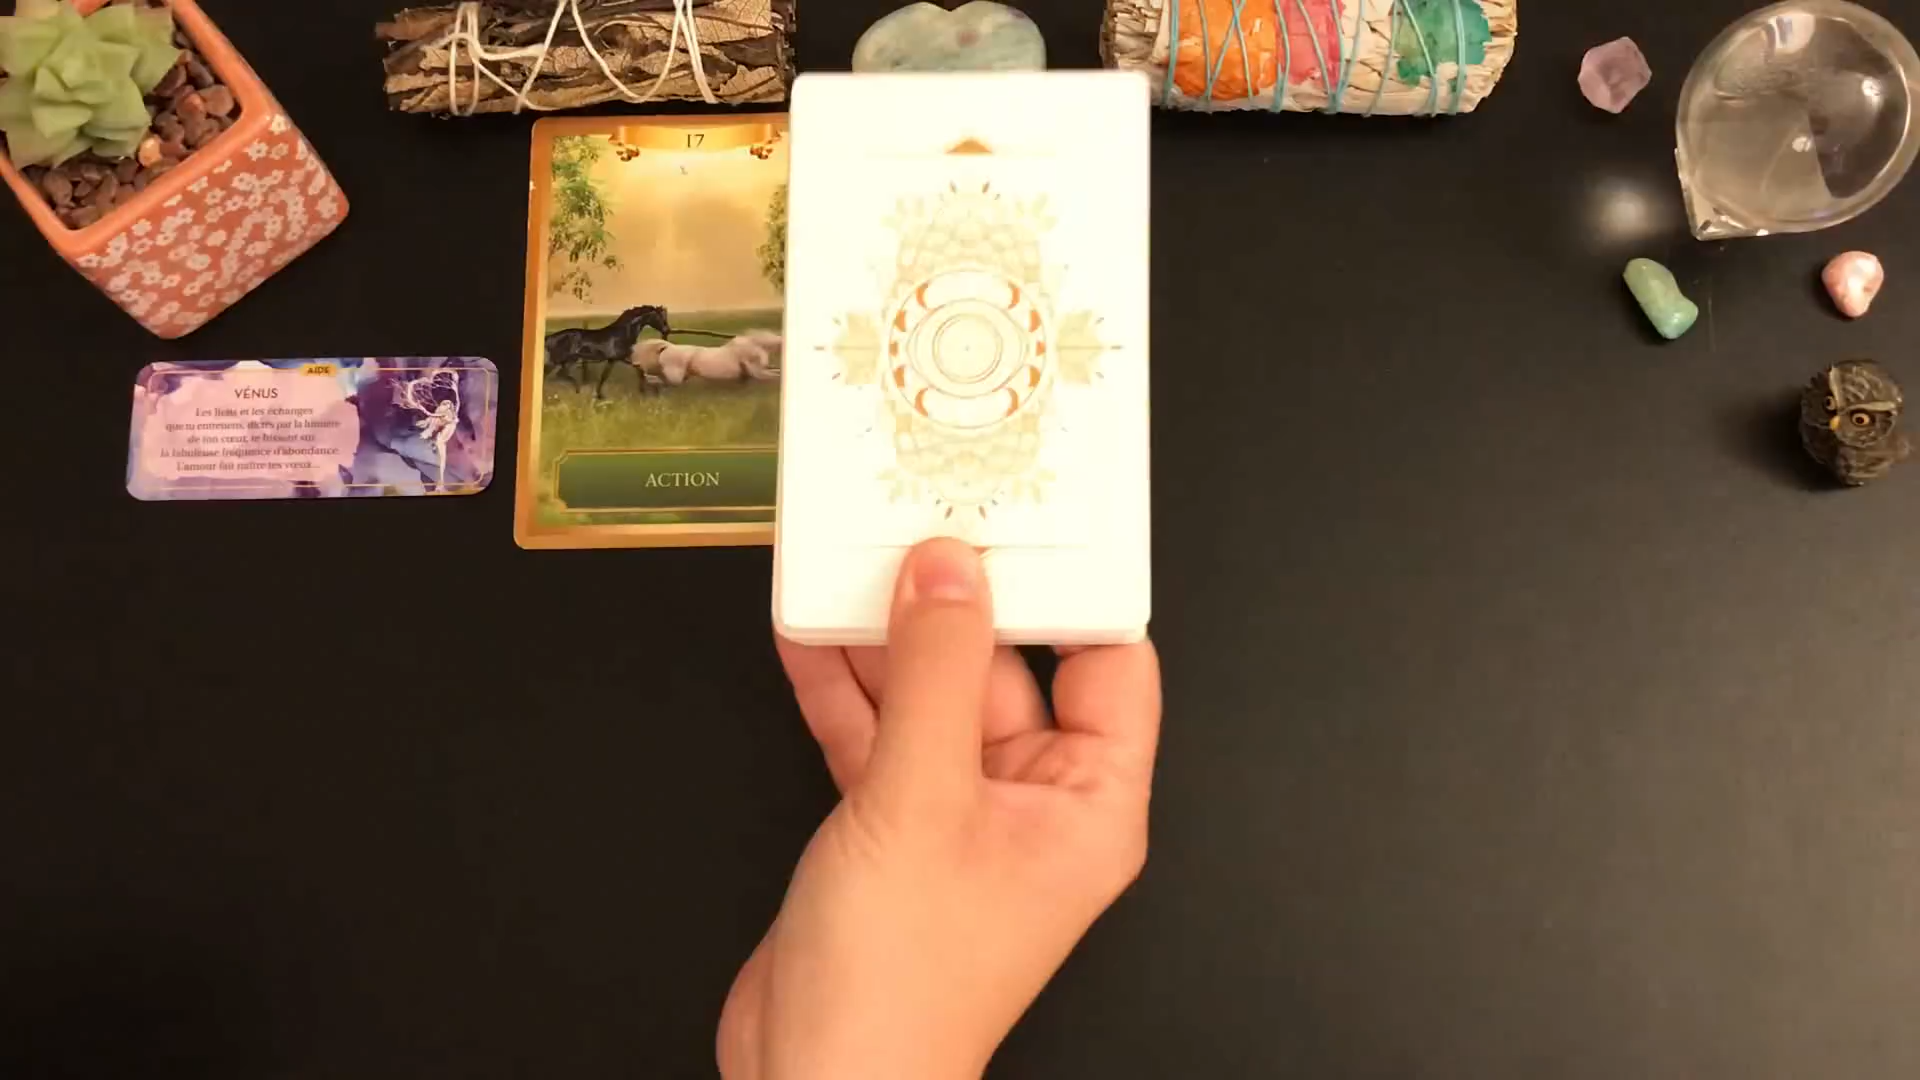 AIDE
VÉNUS
Les liens et les échanges
que tu entretiens, dictés par la lumière
de ton cœur, te hissent sur
la fabuleuse fréquence d'abondance.
L'amour fait naître tes vœux...
17
ACTION